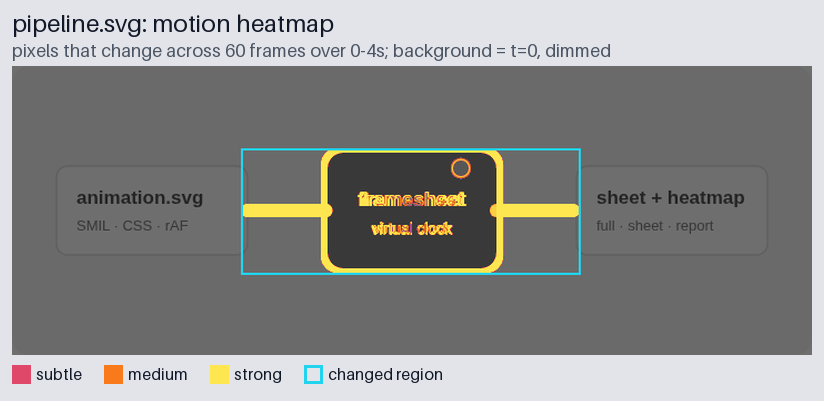 pipeline.svg: motion heatmap
pixels that change across 60 frames over 0-4s; background = t=0, dimmed
animation.svg
SMIL · CSS · rAF
framesheet
virtual clock
sheet + heatmap
full · sheet · report
subtle
medium
strong
changed region